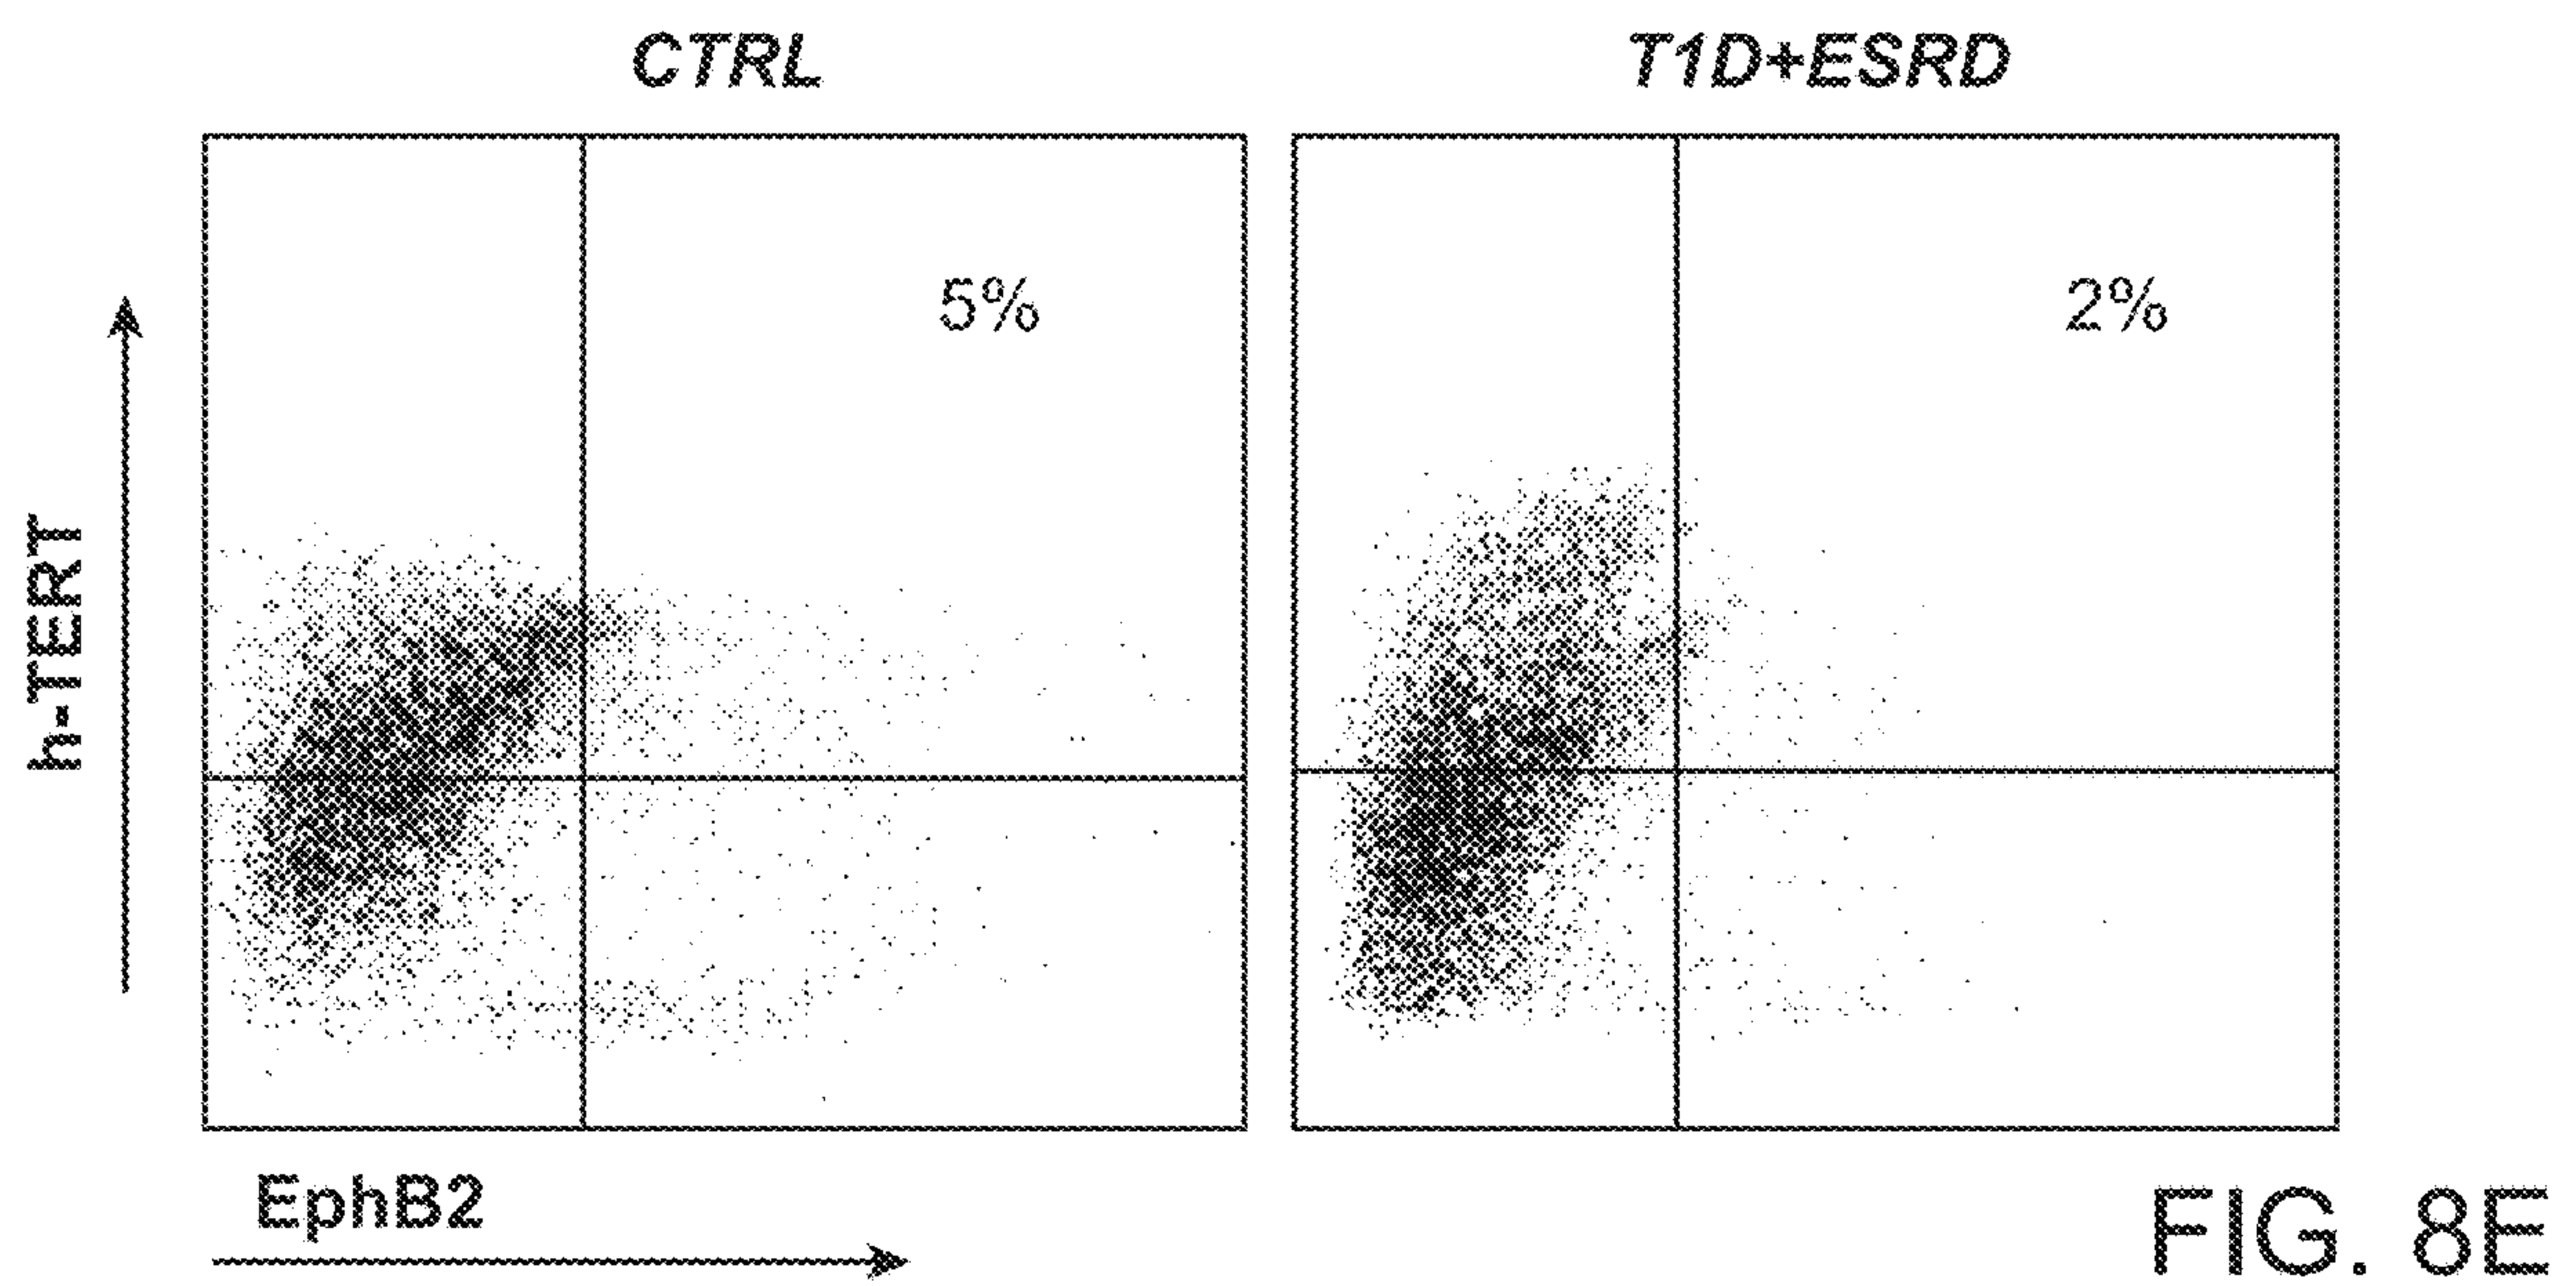 CTRL
T1D+ESRD
5%
2%
h-TERT
EphB2
FIG. 8E